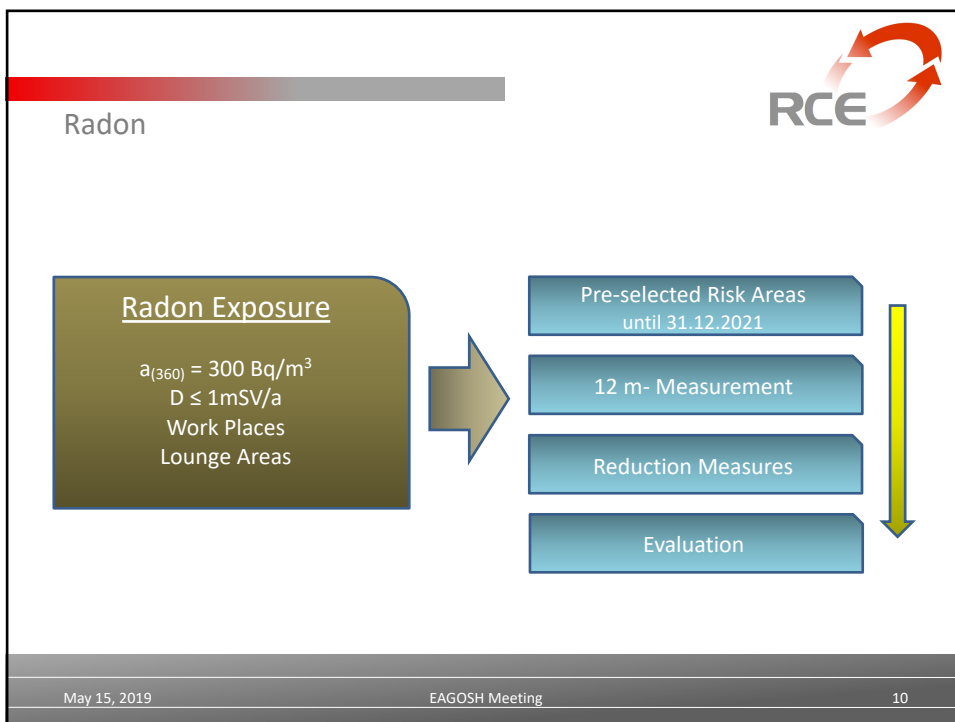 RCE
Radon
Radon Exposure
a(360) = 300 Bq/m³
D ≤ 1mSV/a
Work Places
Lounge Areas
Pre-selected Risk Areas
until 31.12.2021
12 m- Measurement
Reduction Measures
Evaluation
May 15, 2019
EAGOSH Meeting
10